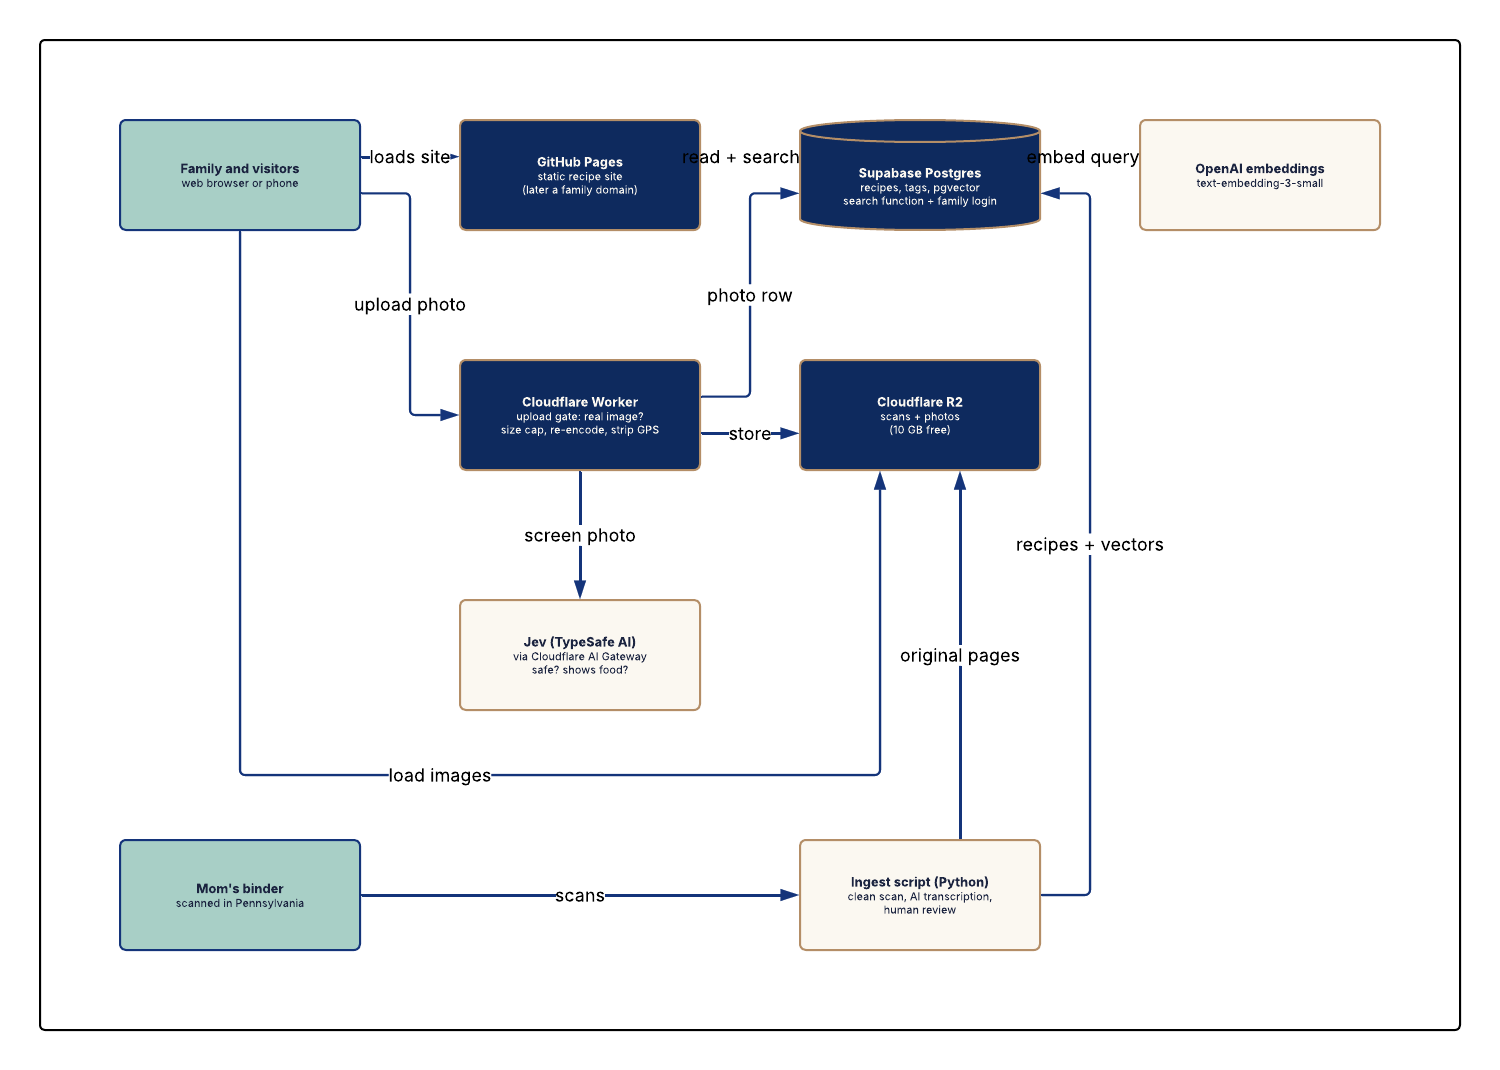 Family and visitors
web browser or phone
loads site
GitHub Pages
static recipe site
(later a family domain)
read + search
Supabase Postgres
recipes, tags, pgvector
search function + family login
embed query
OpenAI embeddings
text-embedding-3-small
upload photo
photo row
Cloudflare Worker
upload gate: real image?
size cap, re-encode, strip GPS
store
Cloudflare R2
scans + photos
(10 GB free)
screen photo
recipes + vectors
Jev (TypeSafe AI)
via Cloudflare AI Gateway
safe? shows food?
original pages
load images
Mom's binder
scanned in Pennsylvania
scans
Ingest script (Python)
clean scan, AI transcription,
human review